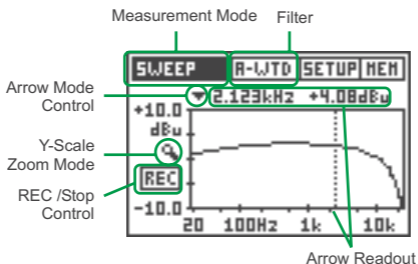 Measurement Mode Filter
SWEEP A-WTD SETUP MEM
Arrow Mode Control
2.123kHz +4.08dBu
+10.0
dBu
Y-Scale Zoom Mode
REC
REC /Stop Control
-10.0
20 100Hz 1k 10k
Arrow Readout